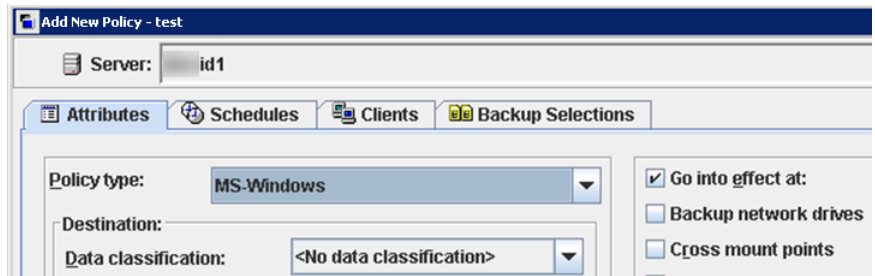 Add New Policy - test
Server: id1
Attributes Schedules Clients Backup Selections
Policy type: MS-Windows
Go into effect at:
Destination:
Backup network drives
Data classification: <No data classification>
Cross mount points